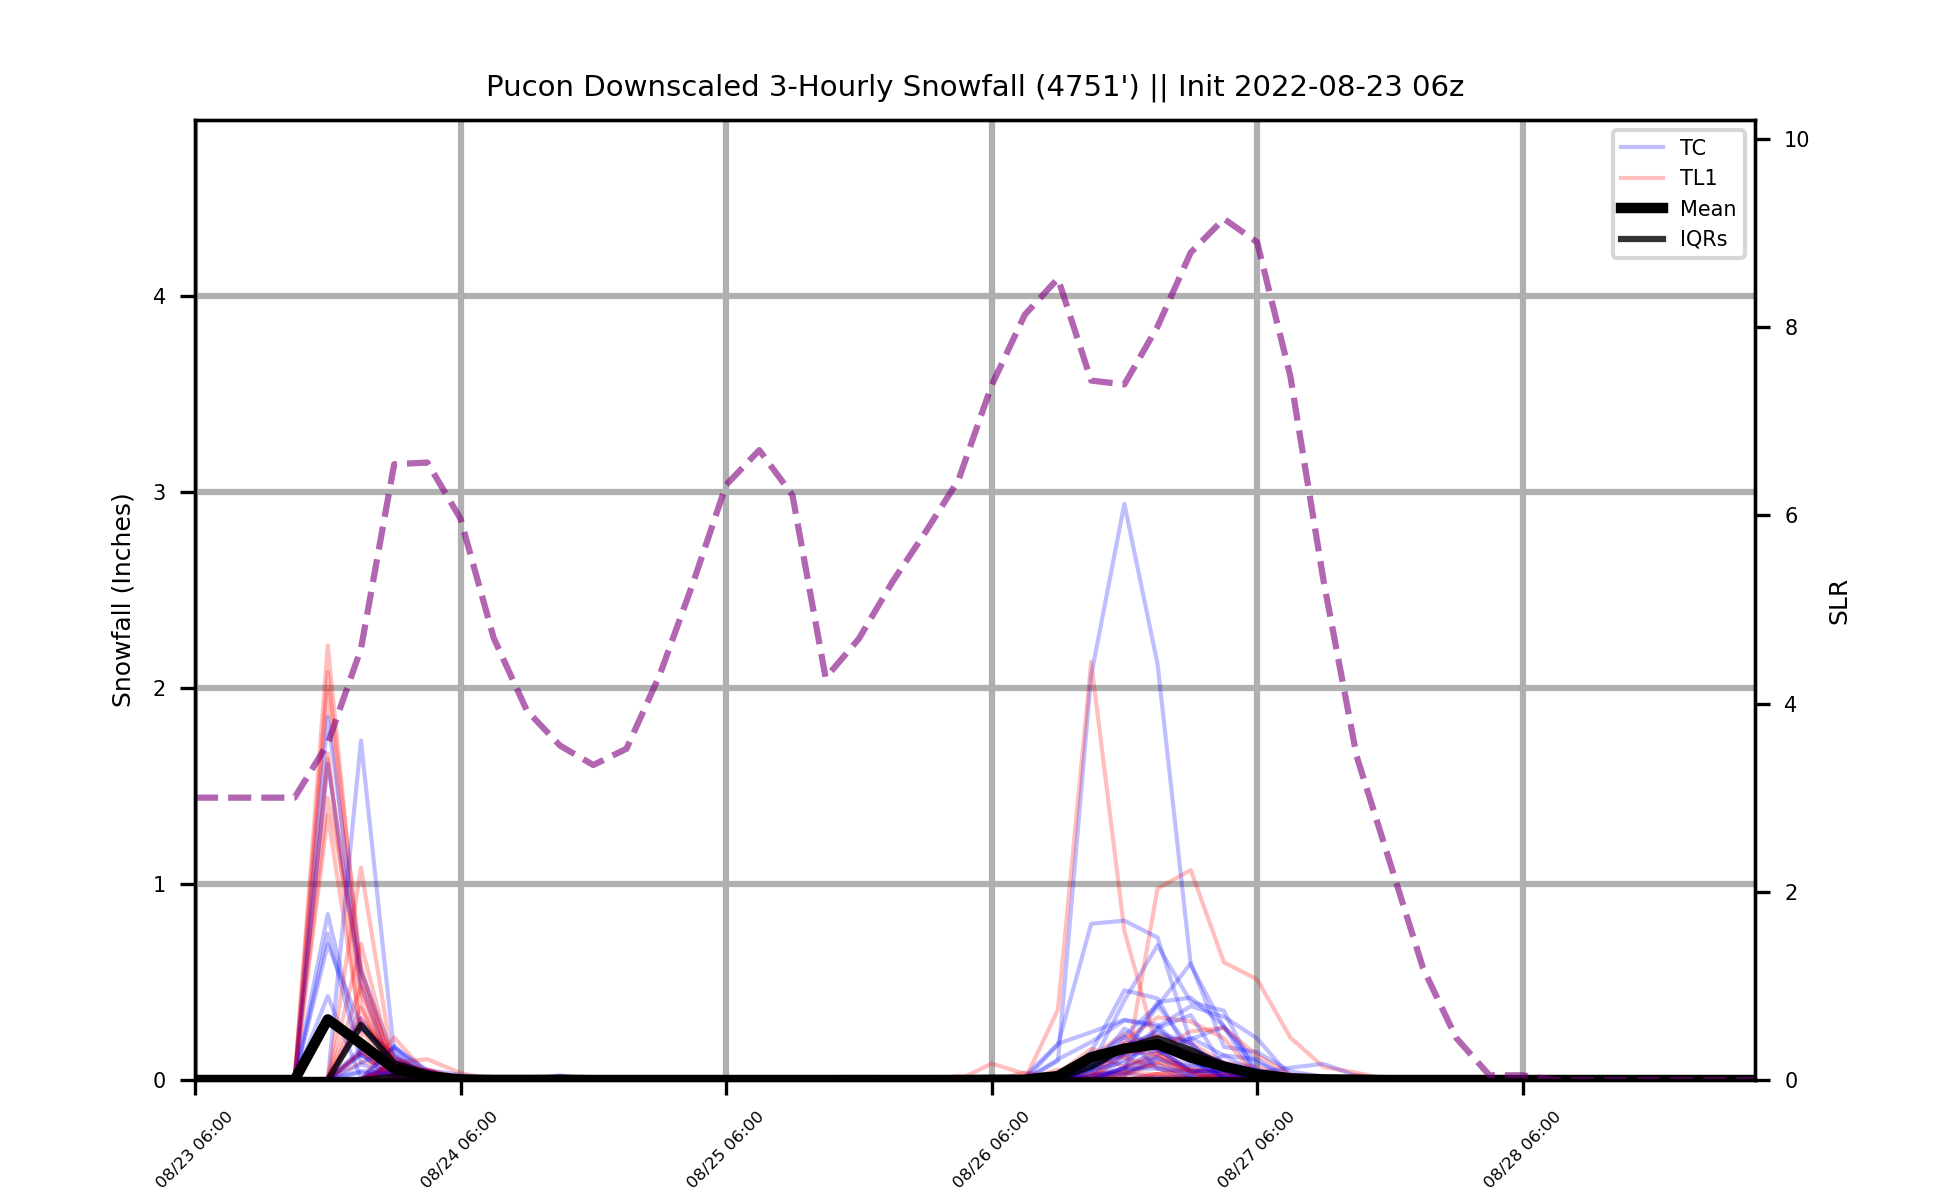 Pucon Downscaled 3-Hourly Snowfall (4751') || Init 2022-08-23 06z
TC
TL1
Mean
IQRs
Snowfall (Inches)
4
3
2
1
0
SLR
10
8
6
4
2
0
08/23 06:00
08/24 06:00
08/25 06:00
08/26 06:00
08/27 06:00
08/28 06:00